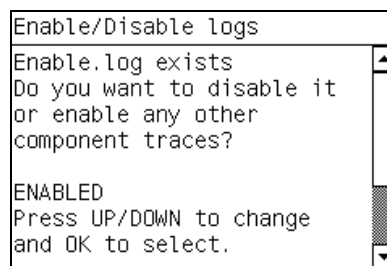 Enable/Disable logs
Enable.log exists
Do you want to disable it
or enable any other
component traces?
ENABLED
Press UP/DOWN to change
and OK to select.